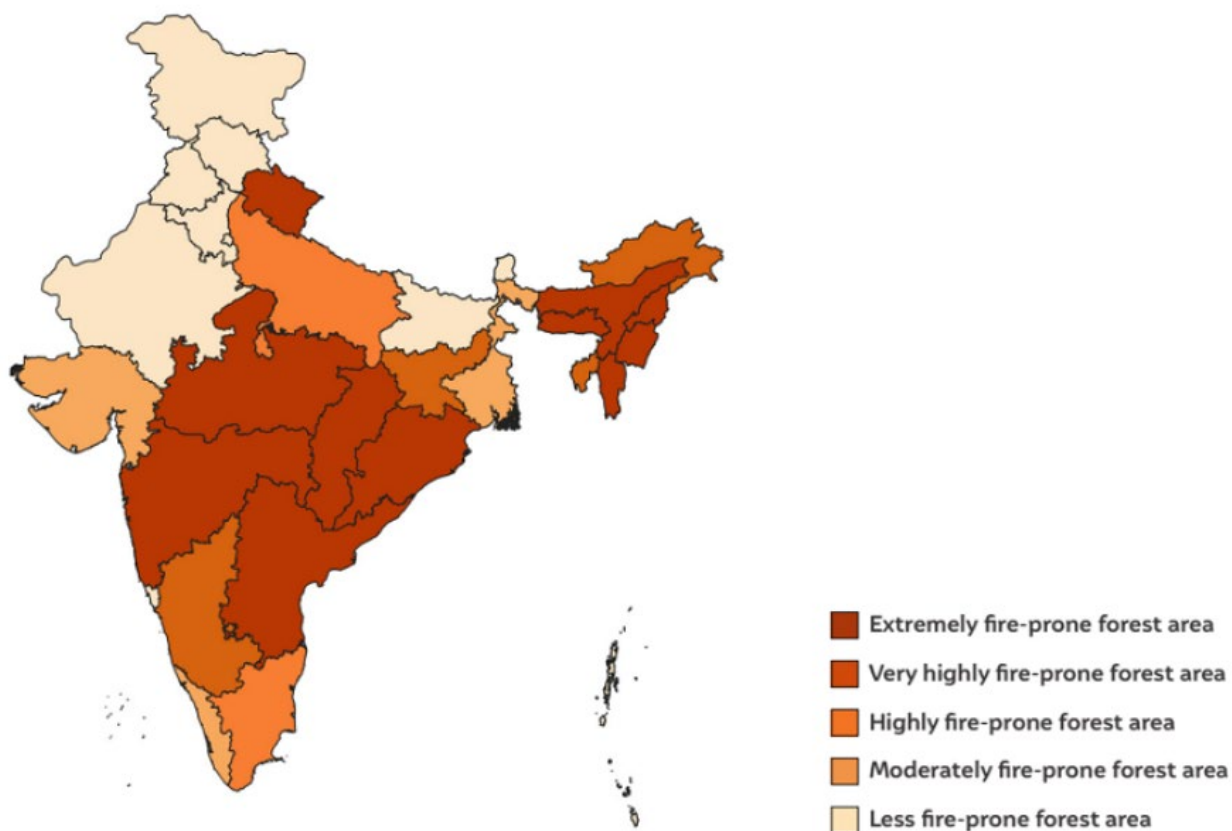 Extremely fire-prone forest area
Very highly fire-prone forest area
Highly fire-prone forest area
Moderately fire-prone forest area
Less fire-prone forest area